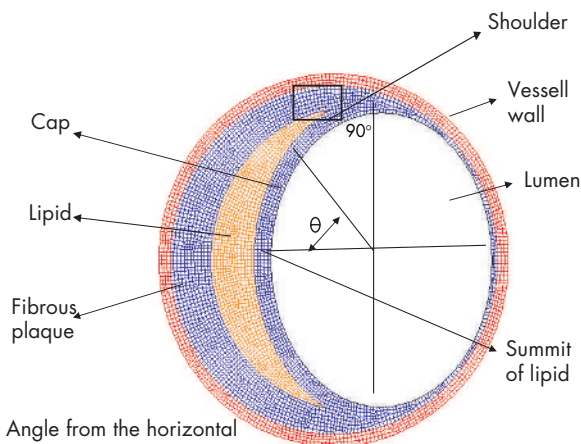 Shoulder
Vessell
wall
Cap
90°
Lumen
Lipid
θ
Fibrous
plaque
Summit
of lipid
Angle from the horizontal